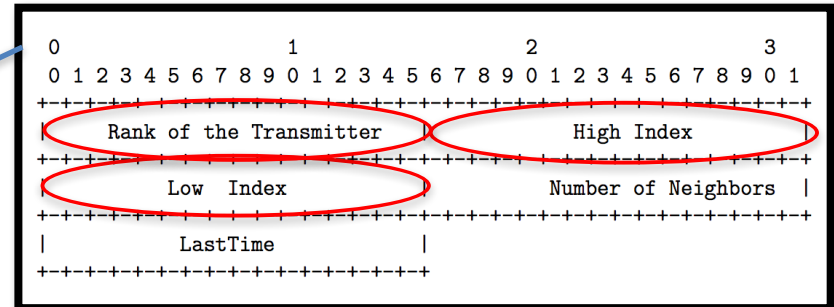 0 1 2 3
0 1 2 3 4 5 6 7 8 9 0 1 2 3 4 5 6 7 8 9 0 1 2 3 4 5 6 7 8 9 0 1
+-+-+-+-+-+-+-+-+-+-+-+-+-+-+-+-+-+-+-+-+-+-+-+-+-+-+-+-+-+-+-+-+
| Rank of the Transmitter | High Index |
+-+-+-+-+-+-+-+-+-+-+-+-+-+-+-+-+-+-+-+-+-+-+-+-+-+-+-+-+-+-+-+-+
| Low Index | Number of Neighbors |
+-+-+-+-+-+-+-+-+-+-+-+-+-+-+-+-+-+-+-+-+-+-+-+-+-+-+-+-+-+-+-+-+
| LastTime |
+-+-+-+-+-+-+-+-+-+-+-+-+-+-+-+-+